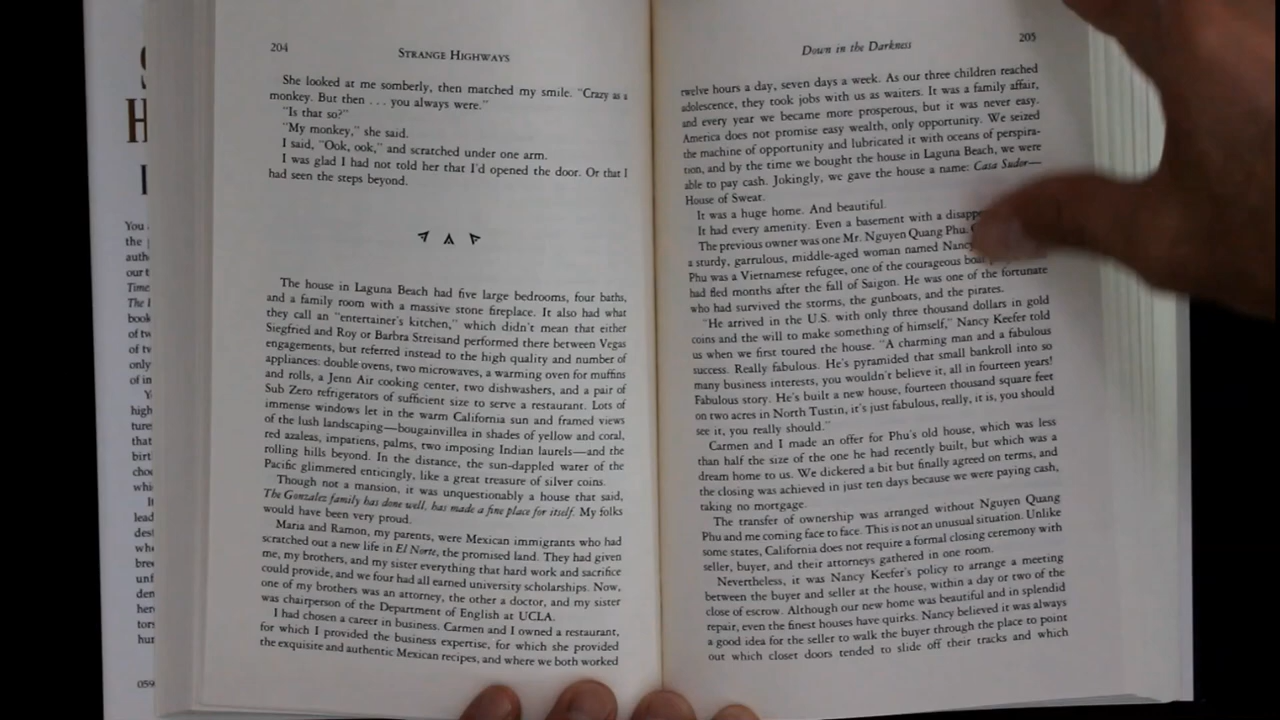 204
STRANGE HIGHWAYS
She looked at me somberly, then matched my smile. "Crazy as a
monkey. But then . . . you always were."
"Is that so?"
"My monkey," she said.
I said, "Ook, ook," and scratched under one arm.
I was glad I had not told her that I'd opened the door. Or that I
had seen the steps beyond.
The house in Laguna Beach had five large bedrooms, four baths,
and a family room with a massive stone fireplace. It also had what
they call an "entertainer's kitchen," which didn't mean that either
Siegfried and Roy or Barbra Streisand performed there between Vegas
engagements, but referred instead to the high quality and number of
appliances: double ovens, two microwaves, a warming oven for muffins
and rolls, a Jenn Air cooking center, two dishwashers, and a pair of
Sub Zero refrigerators of sufficient size to serve a restaurant. Lots of
immense windows let in the warm California sun and framed views
of the lush landscaping—bougainvillea in shades of yellow and coral,
red azaleas, impatiens, palms, two imposing Indian laurels—and the
rolling hills beyond. In the distance, the sun-dappled water of the
Pacific glimmered enticingly, like a great treasure of silver coins.
Though not a mansion, it was unquestionably a house that said,
The Gonzalez family has done well, has made a fine place for itself. My folks
would have been very proud.
Maria and Ramon, my parents, were Mexican immigrants who had
scratched out a new life in El Norte, the promised land. They had given
me, my brothers, and my sister everything that hard work and sacrifice
could provide, and we four had all earned university scholarships. Now,
one of my brothers was an attorney, the other a doctor, and my sister
was chairperson of the Department of English at UCLA.
I had chosen a career in business. Carmen and I owned a restaurant,
for which I provided the business expertise, for which she provided
the exquisite and authentic Mexican recipes, and where we both worked
Down in the Darkness
205
twelve hours a day, seven days a week. As our three children reached
adolescence, they took jobs with us as waiters. It was a family affair,
and every year we became more prosperous, but it was never easy.
America does not promise easy wealth, only opportunity. We seized
the machine of opportunity and lubricated it with oceans of perspira-
tion, and by the time we bought the house in Laguna Beach, we were
able to pay cash. Jokingly, we gave the house a name: Casa Sudor—
House of Sweat.
It was a huge home. And beautiful.
It had every amenity. Even a basement with a
The previous owner was one Mr. Nguyen Quang Phu.
a sturdy, garrulous, middle-aged woman named Nancy
Phu was a Vietnamese refugee, one of the courageous boat
had fled months after the fall of Saigon. He was one of the fortunate
who had survived the storms, the gunboats, and the pirates.
"He arrived in the U.S. with only three thousand dollars in gold
coins and the will to make something of himself," Nancy Keefer told
us when we first toured the house. "A charming man and a fabulous
success. Really fabulous. He's pyramided that small bankroll into so
many business interests, you wouldn't believe it, all in fourteen years!
Fabulous story. He's built a new house, fourteen thousand square feet
on two acres in North Tustin, it's just fabulous, really, it is, you should
see it, you really should."
Carmen and I made an offer for Phu's old house, which was less
than half the size of the one he had recently built, but which was a
dream home to us. We dickered a bit but finally agreed on terms, and
the closing was achieved in just ten days because we were paying cash,
taking no mortgage.
The transfer of ownership was arranged without Nguyen Quang
Phu and me coming face to face. This is not an unusual situation. Unlike
some states, California does not require a formal closing ceremony with
seller, buyer, and their attorneys gathered in one room.
Nevertheless, it was Nancy Keefer's policy to arrange a meeting
between the buyer and seller at the house, within a day or two of the
close of escrow. Although our new home was beautiful and in splendid
repair, even the finest houses have quirks. Nancy believed it was always
a good idea for the seller to walk the buyer through the place to point
out which closet doors tended to slide off their tracks and which